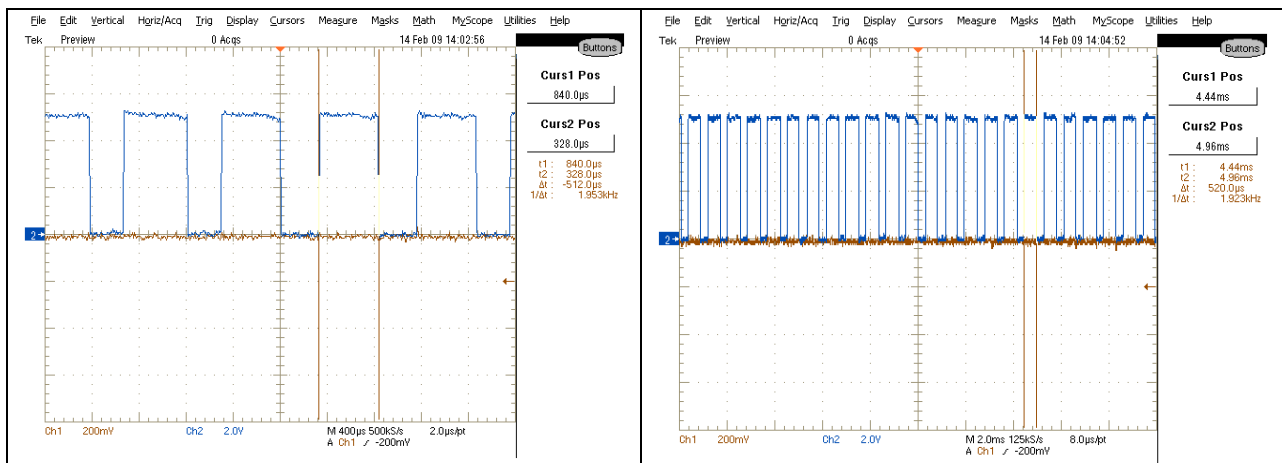 File Edit Vertical Horiz/Acq Trig Display Cursors Measure Masks Math MyScope Utilities Help
Tek Preview 0 Acqs 14 Feb 09 14:02:56
Buttons
Curs1 Pos
840.0µs
Curs2 Pos
328.0µs
t1 : 840.0µs
t2 : 328.0µs
Δt : -512.0µs
1/Δt : 1.953kHz
2
Ch1 200mV Ch2 2.0V M 400µs 500kS/s 2.0µs/pt
A Ch1 -200mV
File Edit Vertical Horiz/Acq Trig Display Cursors Measure Masks Math MyScope Utilities Help
Tek Preview 0 Acqs 14 Feb 09 14:04:52
Buttons
Curs1 Pos
4.44ms
Curs2 Pos
4.96ms
t1 : 4.44ms
t2 : 4.96ms
Δt : 520.0µs
1/Δt : 1.923kHz
2
Ch1 200mV Ch2 2.0V M 2.0ms 125kS/s 8.0µs/pt
A Ch1 -200mV